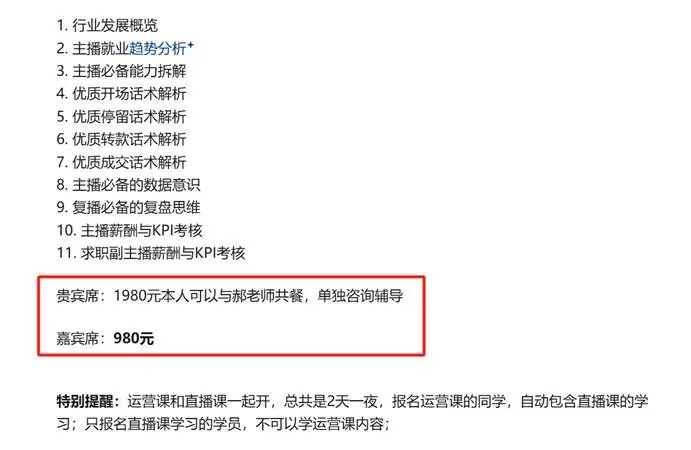 1. 行业发展概览
2. 主播就业趋势分析
3. 主播必备能力拆解
4. 优质开场话术解析
5. 优质停留话术解析
6. 优质转款话术解析
7. 优质成交话术解析
8. 主播必备的数据意识
9. 复播必备的复盘思维
10. 主播薪酬与KPI考核
11. 求职副主播薪酬与KPI考核
贵宾席：1980元本人可以与郝老师共餐，单独咨询辅导
嘉宾席：980元
特别提醒：运营课和直播课一起开，总共是2天一夜，报名运营课的同学，自动包含直播课的学
习；只报名直播课学习的学员，不可以学运营课内容；